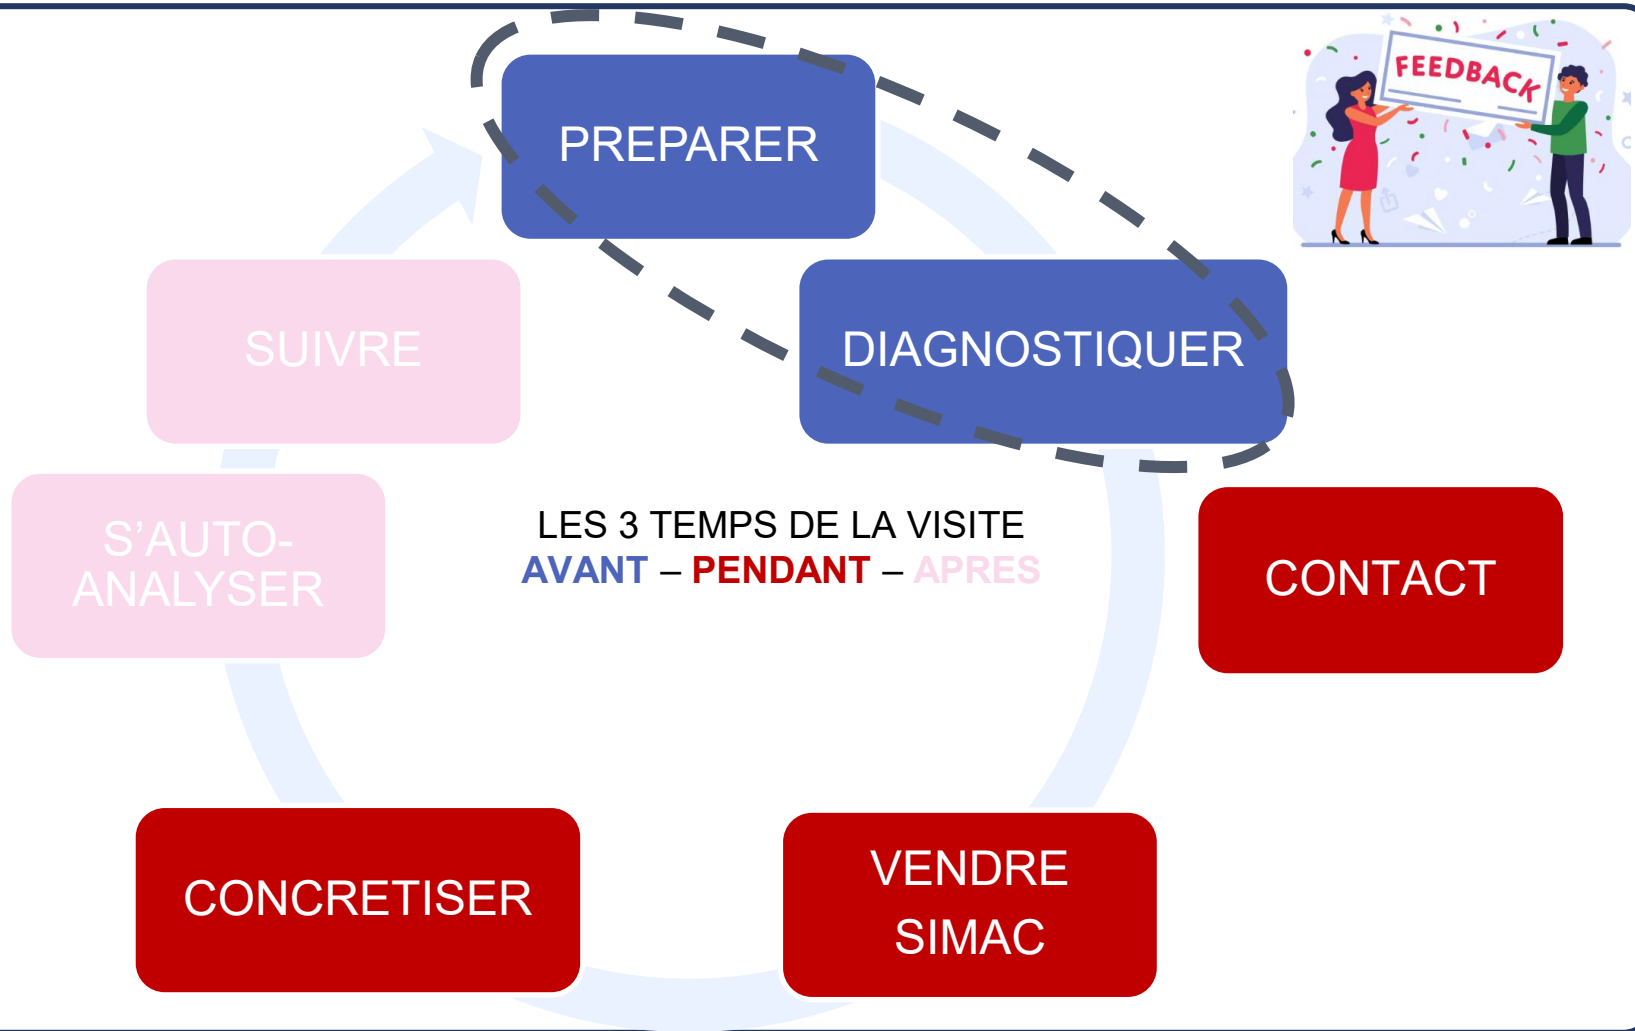 FEEDBACK
PREPARER
DIAGNOSTIQUER
SUIVRE
S’AUTO-
ANALYSER
LES 3 TEMPS DE LA VISITE
AVANT – PENDANT – APRES
CONTACT
VENDRE
SIMAC
CONCRETISER